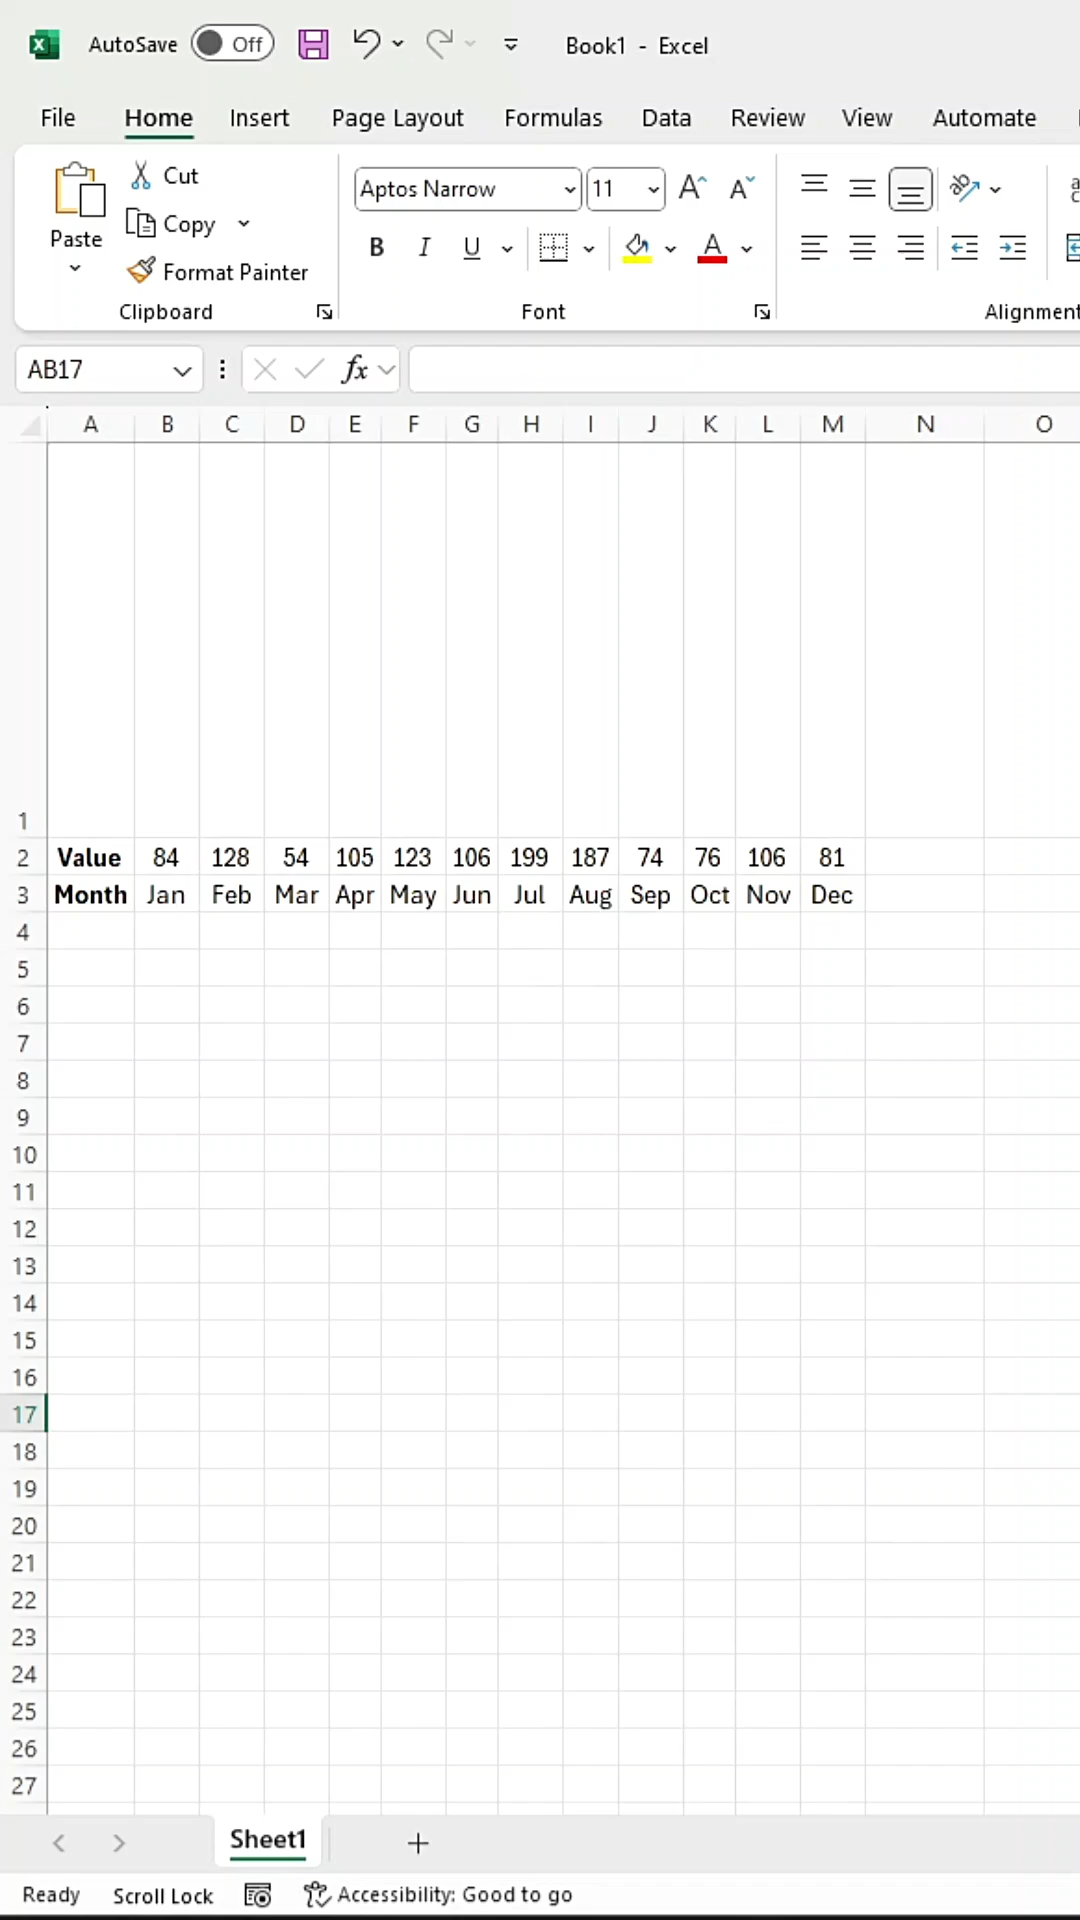 AutoSave Off Book1 - Excel
File Home Insert Page Layout Formulas Data Review View Automate
Paste Cut Copy Format Painter
Clipboard
Aptos Narrow 11 A A
B I U A
Font
ab
Alignment
AB17 fx
A B C D E F G H I J K L M N O
1
2 Value 84 128 54 105 123 106 199 187 74 76 106 81
3 Month Jan Feb Mar Apr May Jun Jul Aug Sep Oct Nov Dec
4
5
6
7
8
9
10
11
12
13
14
15
16
17
18
19
20
21
22
23
24
25
26
27
Sheet1
Ready Scroll Lock Accessibility: Good to go